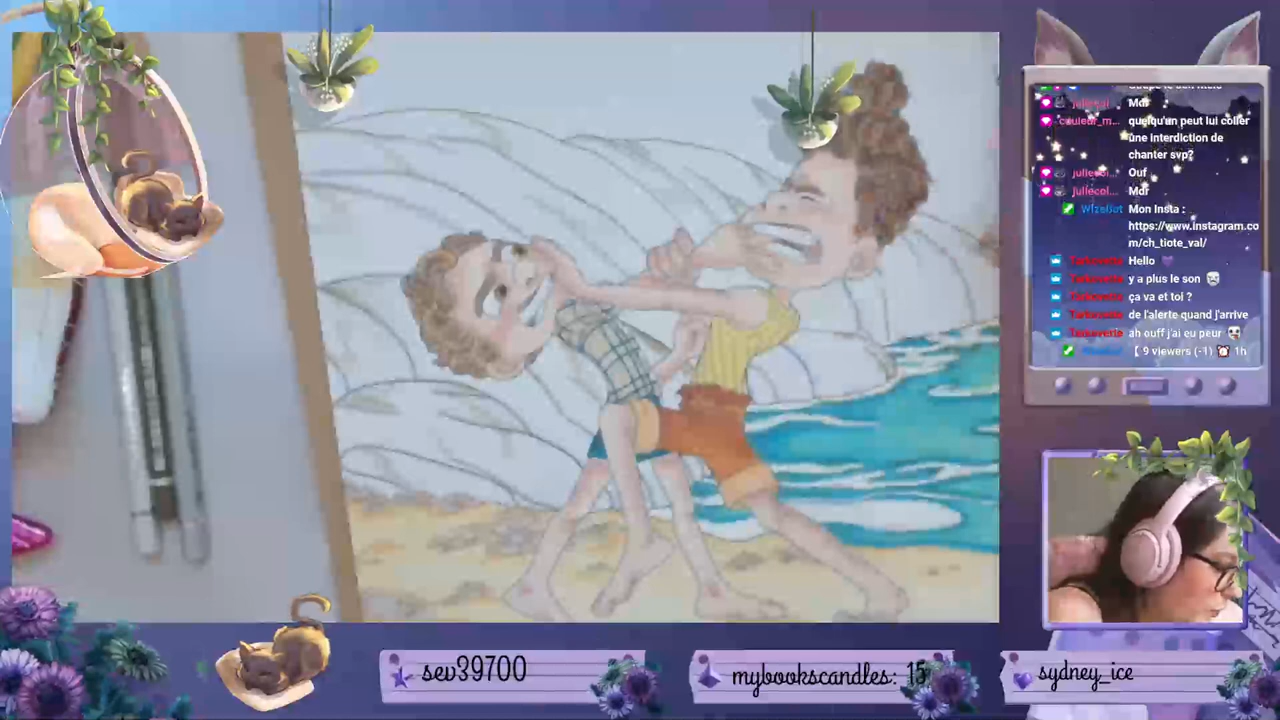 Mdr
quelqu'un peut lui coller
une interdiction de
chanter svp?
Ouf
juliecol... Mdr
Wizebot Mon Insta :
https://www.instagram.co
m/ch_tiote_val/
Hello
y a plus le son
ça va et toi ?
de l'alerte quand j'arrive
ah ouff j'ai eu peur
【 9 viewers (-1) 1h
sev39700
mybookscandles: 15
sydney_ice